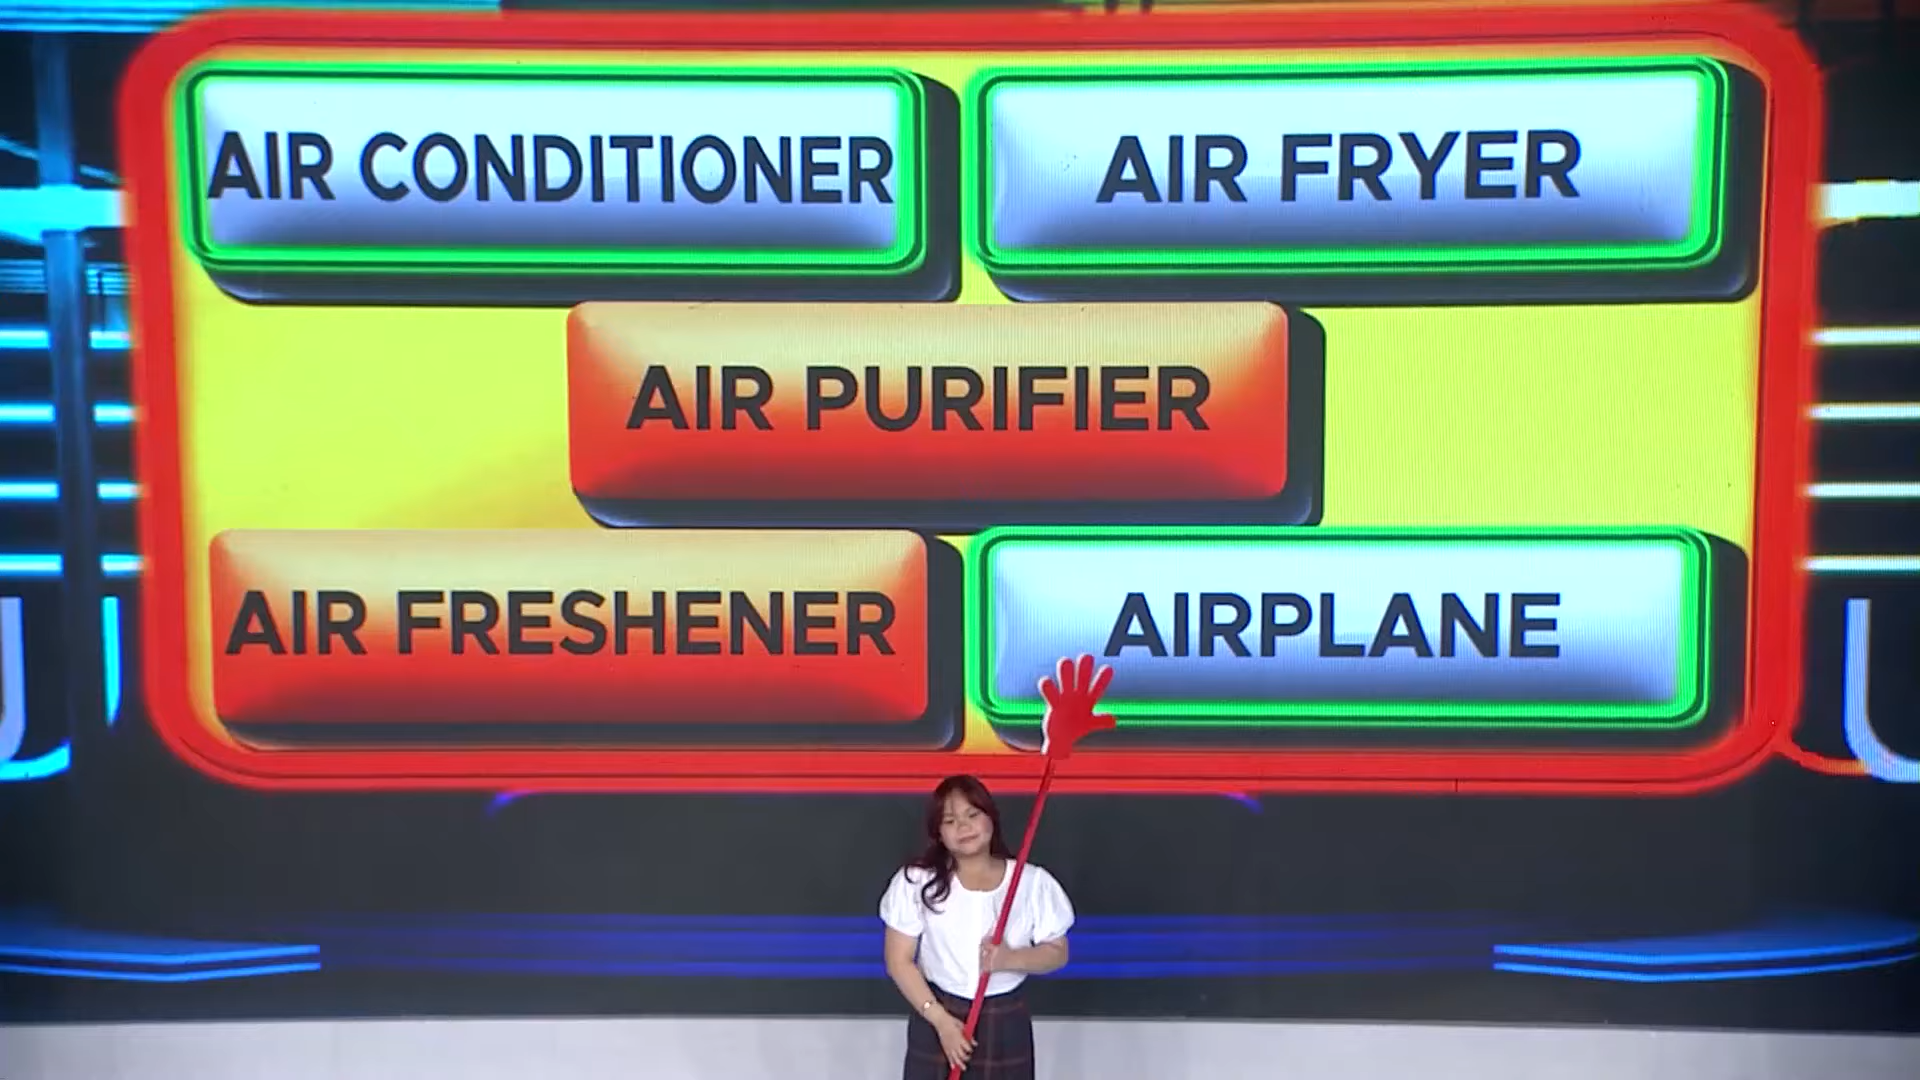 AIR CONDITIONER
AIR FRYER
AIR PURIFIER
AIR FRESHENER
AIRPLANE